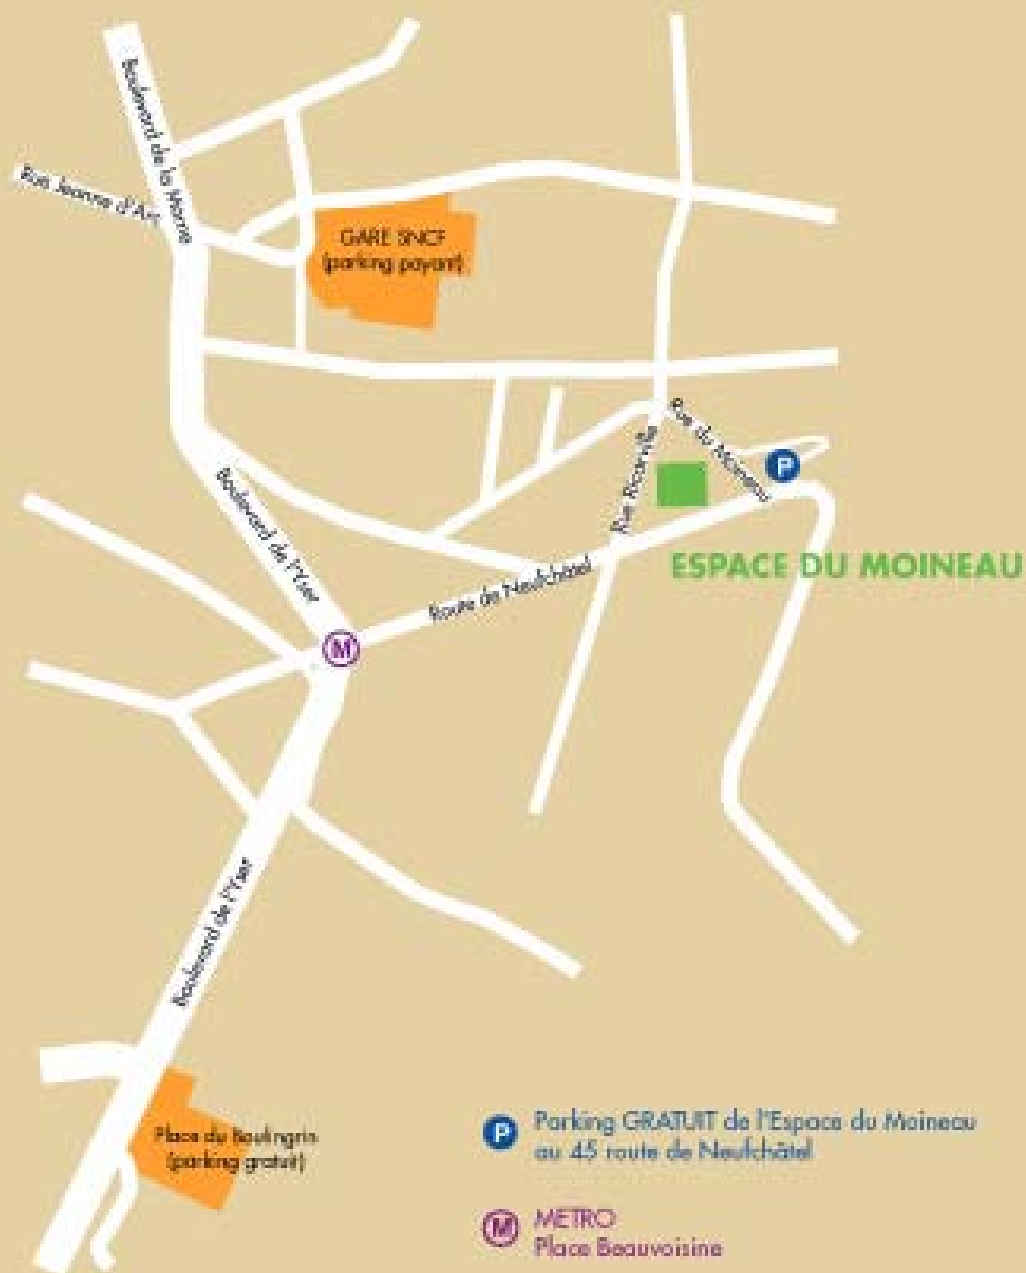 Boulevard de la Marne
Rue Jeanne d'Arc
GARE SNCF
(parking payant)
Rue du Moineau
Rue Ricarville
P
Boulevard de l'Yser
ESPACE DU MOINEAU
Route de Neufchâtel
M
Boulevard de l'Yser
Place du Boulingrin
(parking gratuit)
P Parking GRATUIT de l'Espace du Moineau
au 45 route de Neufchâtel
M METRO
Place Beauvoisine